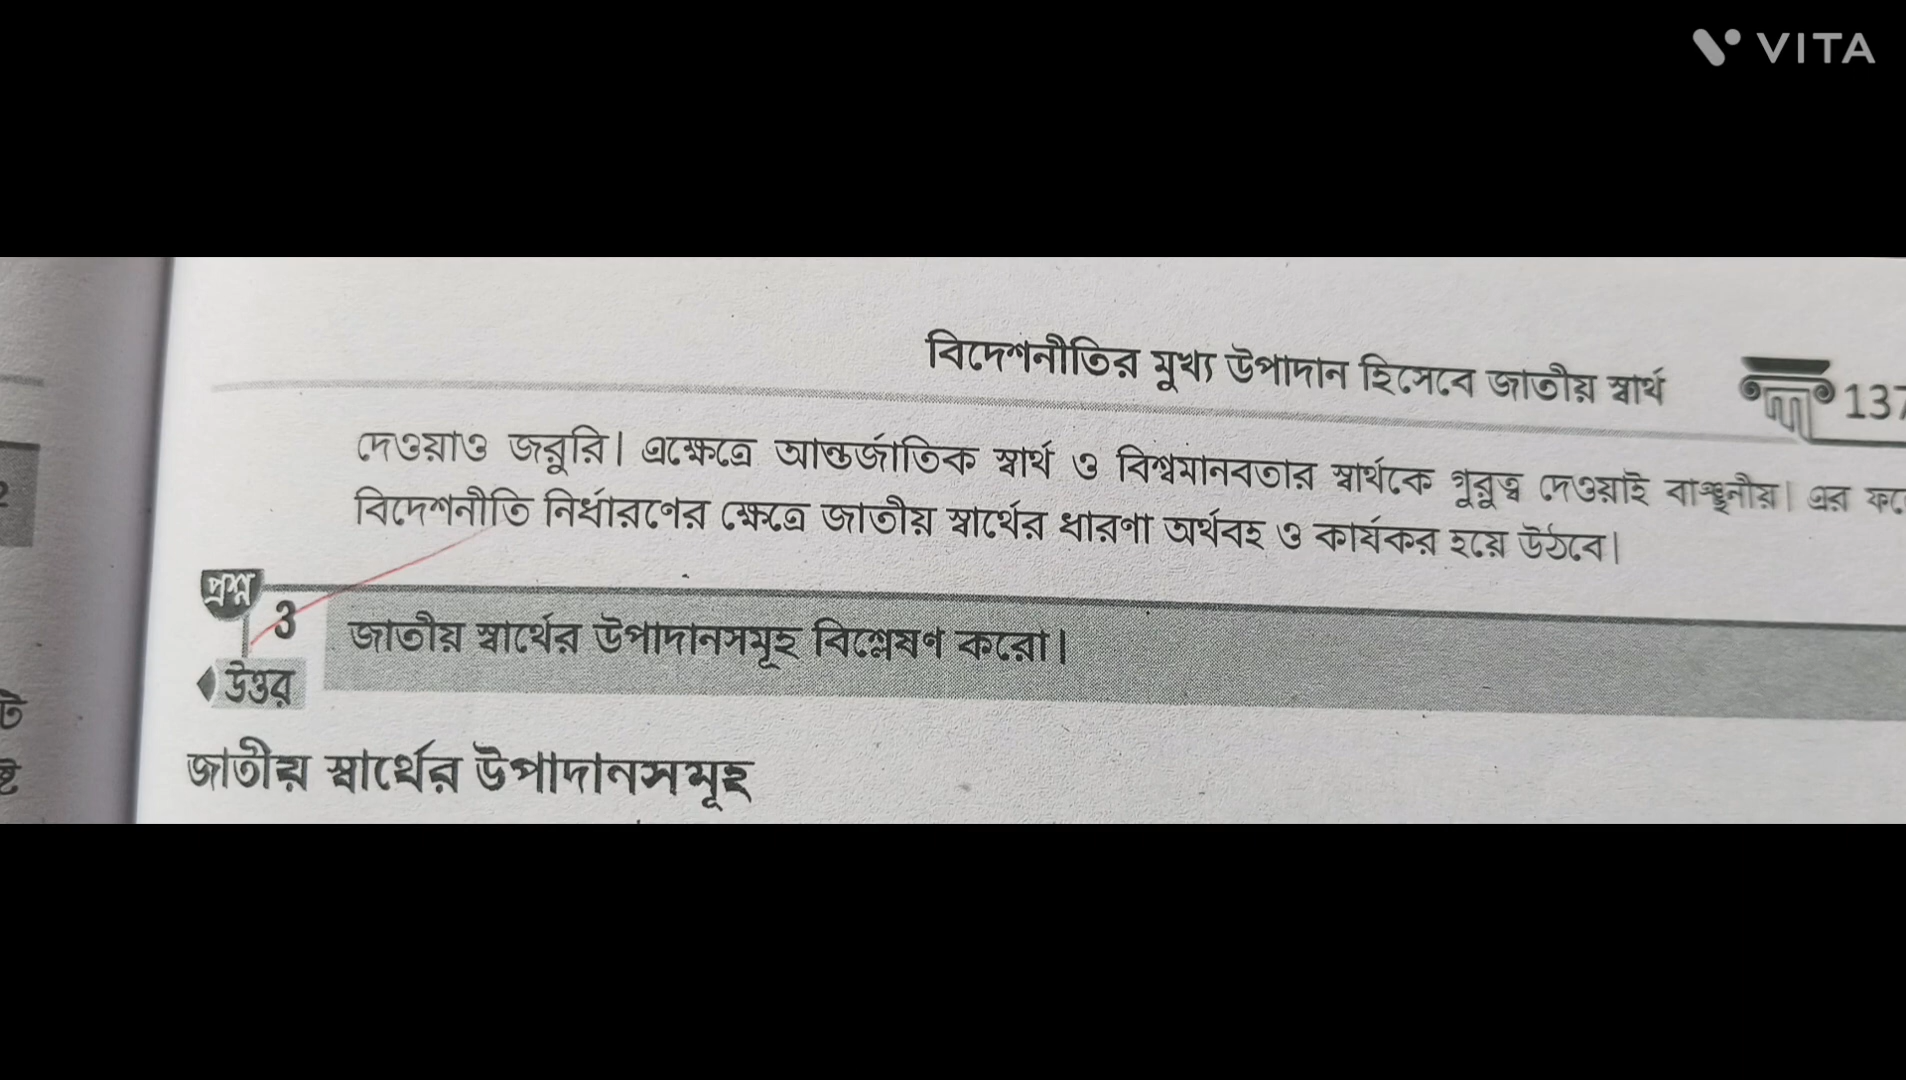 VITA
বিদেশনীতির মুখ্য উপাদান হিসেবে জাতীয় স্বার্থ 137
দেওয়াও জরুরি। এক্ষেত্রে আন্তর্জাতিক স্বার্থ ও বিশ্বমানবতার স্বার্থকে গুরুত্ব দেওয়াই বাঞ্ছনীয়। এর
বিদেশনীতি নির্ধারণের ক্ষেত্রে জাতীয় স্বার্থের ধারণা অর্থবহ ও কার্যকর হয়ে উঠবে।
প্রশ্ন
3 জাতীয় স্বার্থের উপাদানসমূহ বিশ্লেষণ করো।
উত্তর
জাতীয় স্বার্থের উপাদানসমূহ